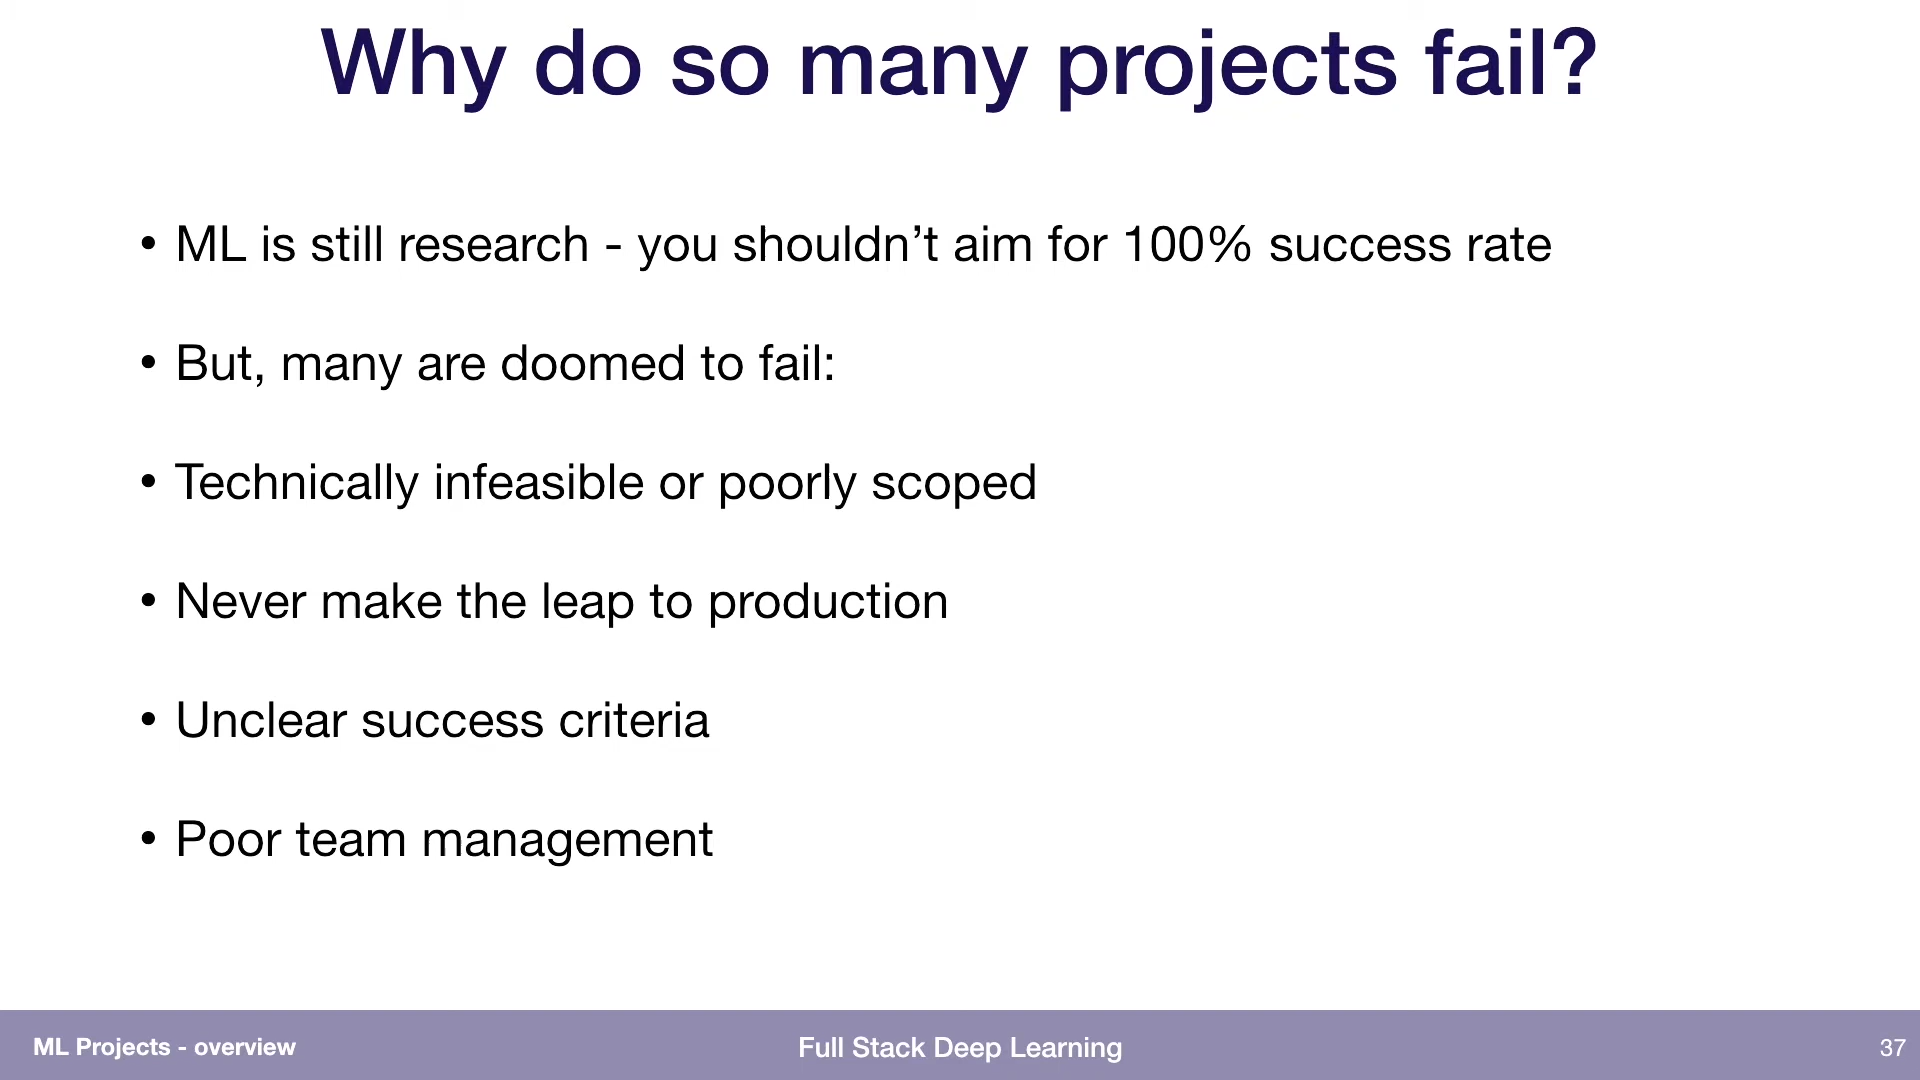 Why do so many projects fail?
• ML is still research - you shouldn’t aim for 100% success rate
• But, many are doomed to fail:
• Technically infeasible or poorly scoped
• Never make the leap to production
• Unclear success criteria
• Poor team management
ML Projects - overview
Full Stack Deep Learning
37